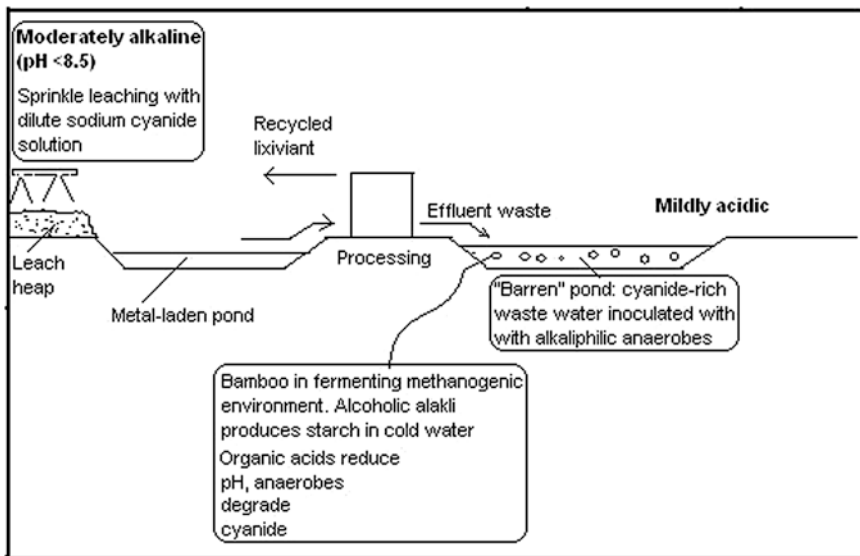 Moderately alkaline
(pH <8.5)
Sprinkle leaching with
dilute sodium cyanide
solution
Recycled
lixiviant
Effluent waste
Mildly acidic
Leach
heap
Processing
Metal-laden pond
"Barren" pond: cyanide-rich
waste water inoculated with
with alkaliphilic anaerobes
Bamboo in fermenting methanogenic
environment. Alcoholic alakli
produces starch in cold water
Organic acids reduce
pH, anaerobes
degrade
cyanide